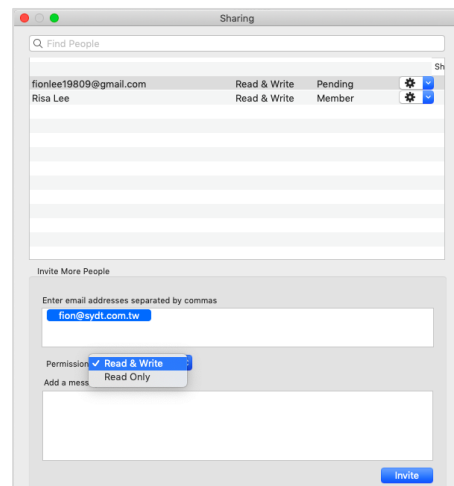 Sharing
Find People
Sh
fionlee19809@gmail.com Read & Write Pending
Risa Lee Read & Write Member
Invite More People
Enter email addresses separated by commas
fion@sydt.com.tw
Permission ✓ Read & Write
Read Only
Add a mess
Invite